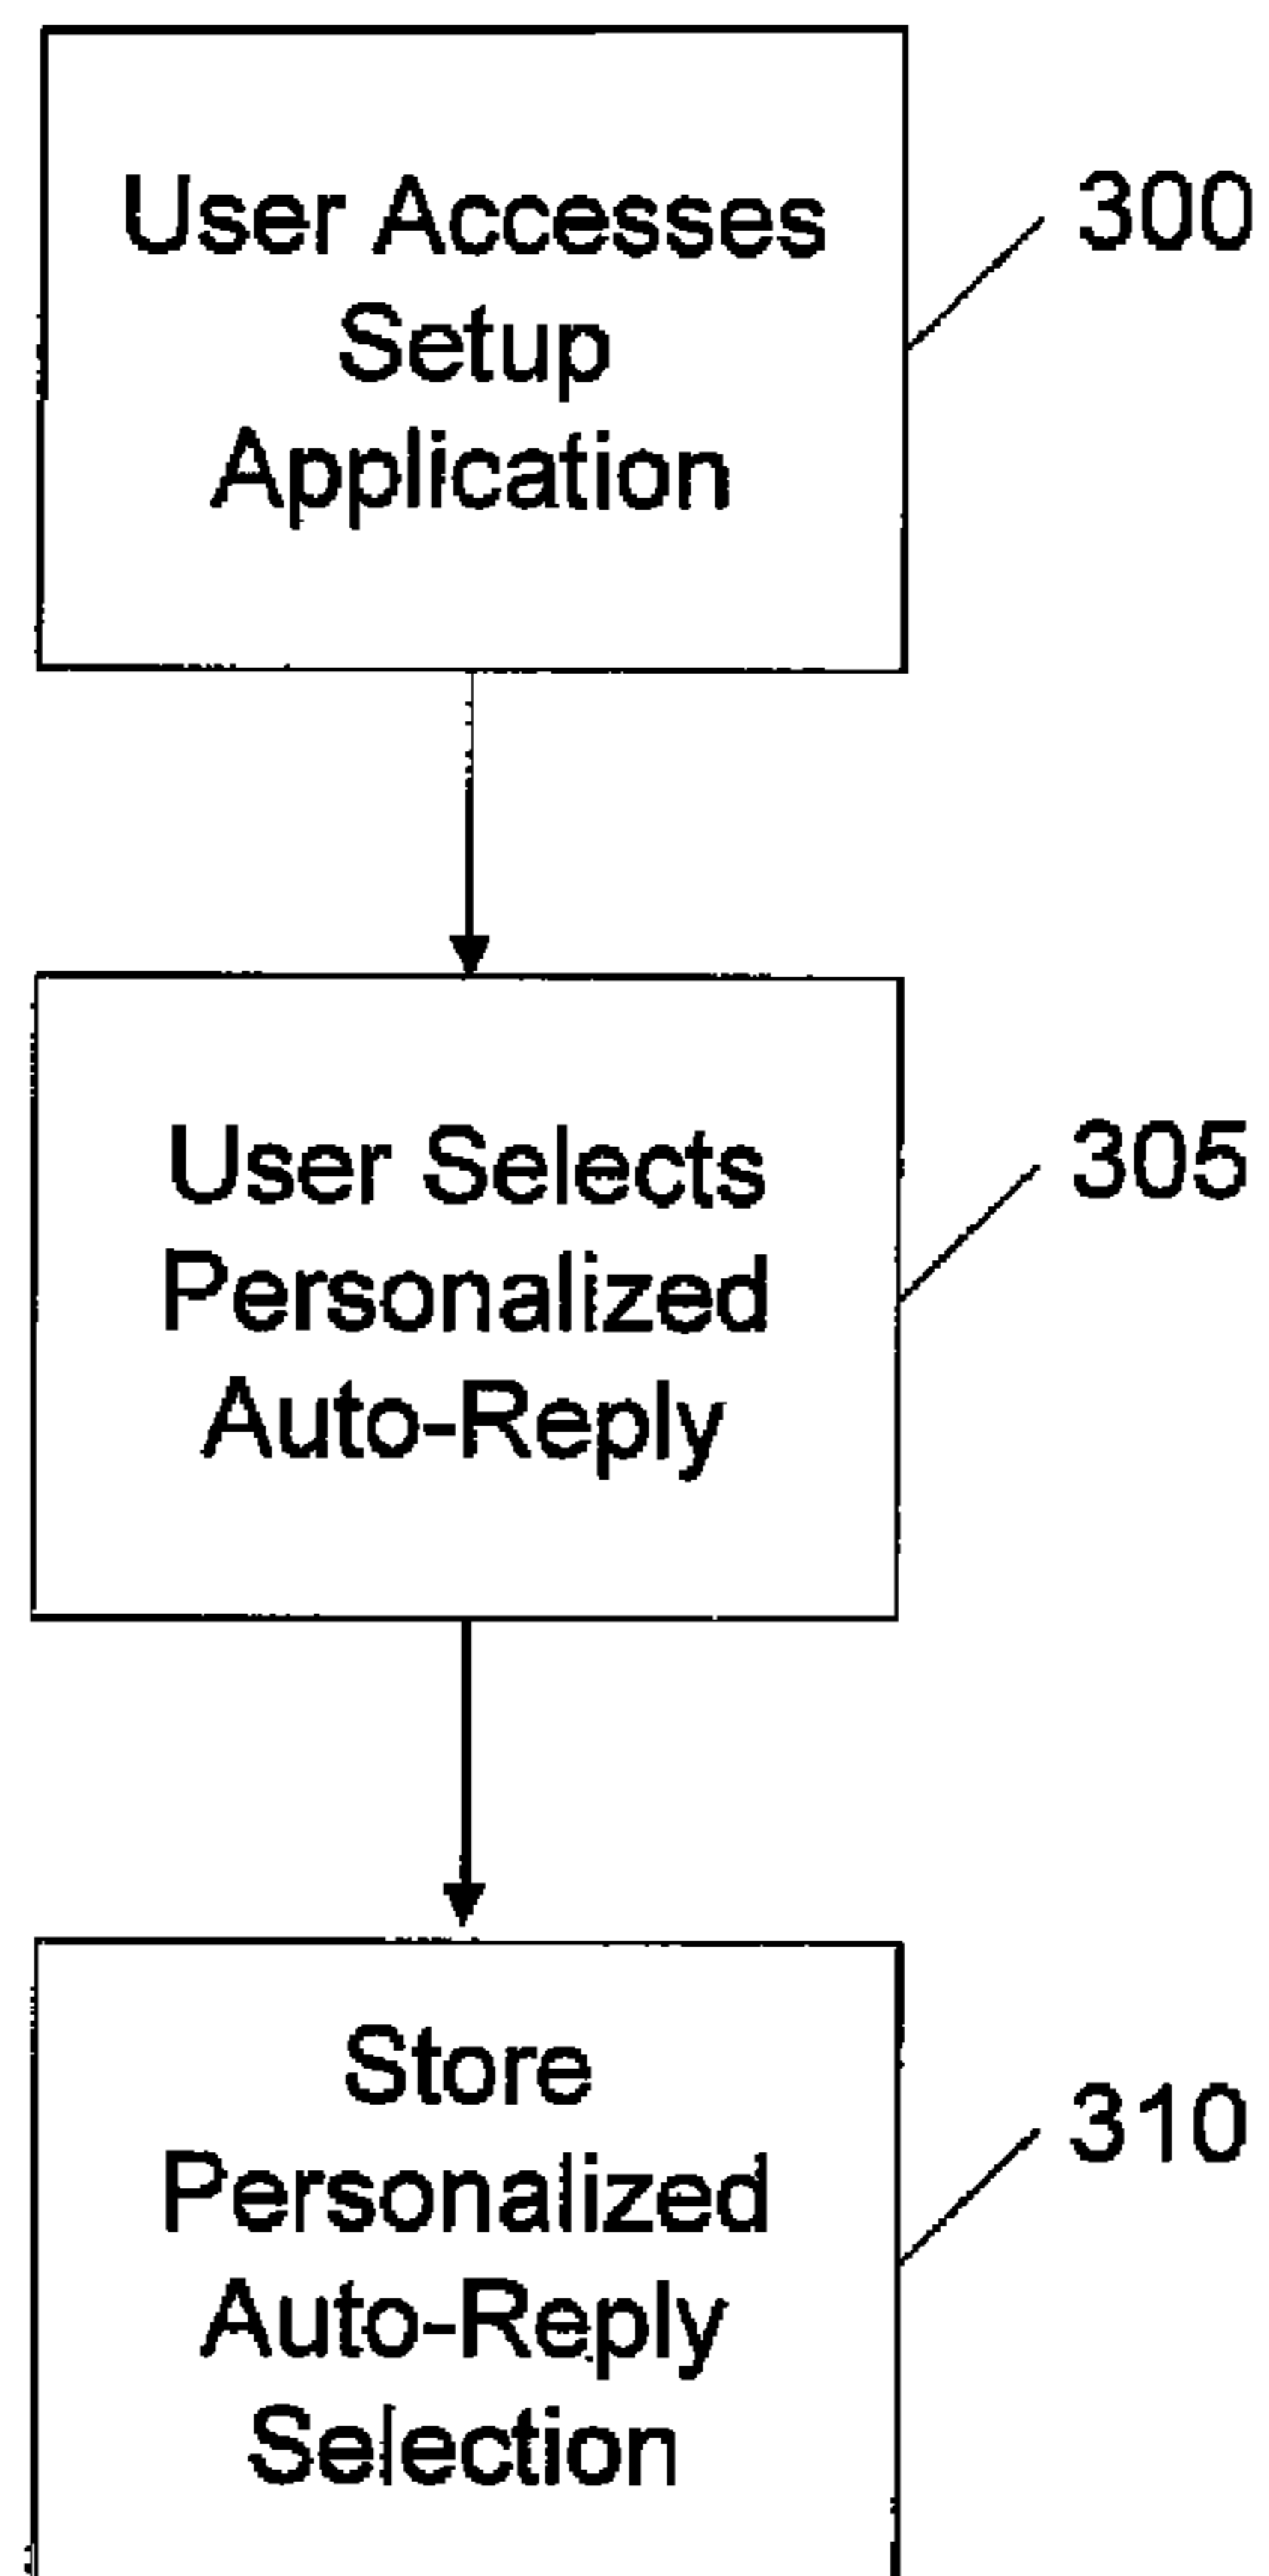 User Accesses
Setup
Application
300
User Selects
Personalized
Auto-Reply
305
Store
Personalized
Auto-Reply
Selection
310